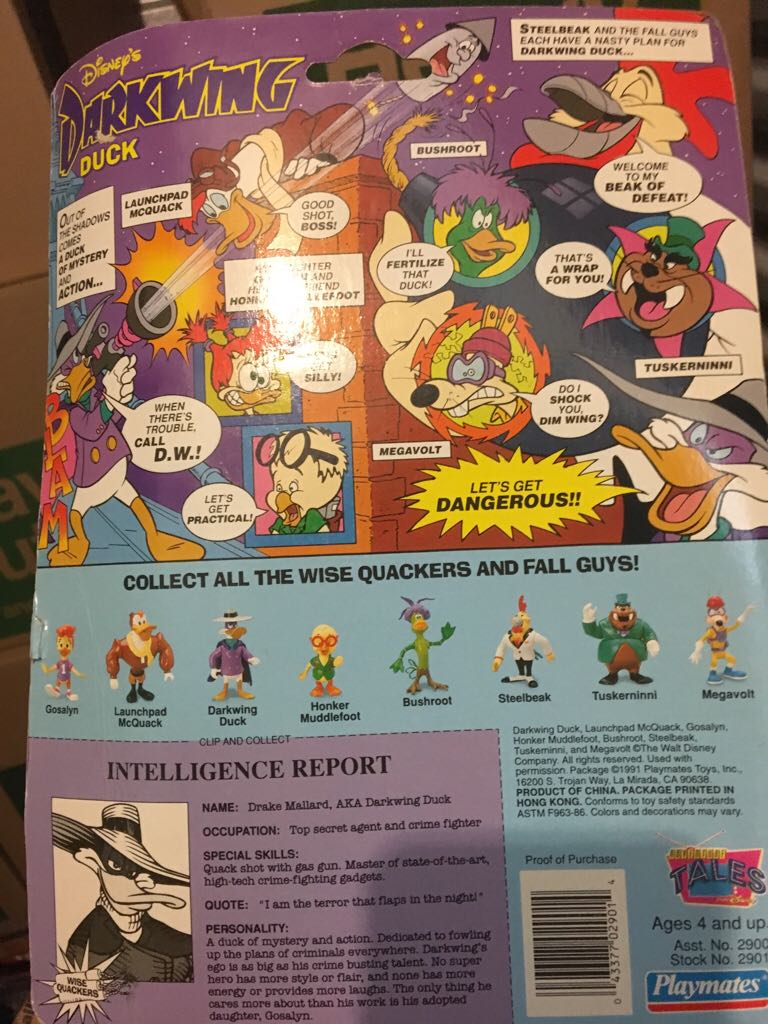 DISNEY'S
DARKWING
DUCK
STEELBEAK AND THE FALL GUYS
EACH HAVE A NASTY PLAN FOR
DARKWING DUCK...
BUSHROOT
WELCOME
TO MY
BEAK OF
DEFEAT!
LAUNCHPAD
MCQUACK
OUT OF
THE SHADOWS
COMES
A DUCK
OF MYSTERY
AND
ACTION...
GOOD
SHOT,
BOSS!
I'LL
FERTILIZE
THAT
DUCK!
THAT'S
A WRAP
FOR YOU!
AND
SILLY!
TUSKERNINNI
DO I
SHOCK
YOU,
DIM WING?
WHEN
THERE'S
TROUBLE,
CALL
D.W.!
BAM
MEGAVOLT
LET'S GET
DANGEROUS!!
LET'S
GET
PRACTICAL!
COLLECT ALL THE WISE QUACKERS AND FALL GUYS!
Gosalyn
Launchpad
McQuack
Darkwing
Duck
Honker
Muddlefoot
Bushroot
Steelbeak
Tuskerninni
Megavolt
CLIP AND COLLECT
INTELLIGENCE REPORT
NAME: Drake Mallard, AKA Darkwing Duck
OCCUPATION: Top secret agent and crime fighter
SPECIAL SKILLS:
Quack shot with gas gun. Master of state-of-the-art,
high-tech crime-fighting gadgets.
QUOTE: "I am the terror that flaps in the night!"
PERSONALITY:
A duck of mystery and action. Dedicated to fowling
up the plans of criminals everywhere. Darkwing's
ego is as big as his crime busting talent. No super
hero has more style or flair, and none has more
energy or provides more laughs. The only thing he
cares more about than his work is his adopted
daughter, Gosalyn.
WISE
QUACKERS
Darkwing Duck, Launchpad McQuack, Gosalyn,
Honker Muddlefoot, Bushroot, Steelbeak,
Tuskerninni, and Megavolt ©The Walt Disney
Company. All rights reserved. Used with
permission. Package ©1991 Playmates Toys, Inc.,
16200 S. Trojan Way, La Mirada, CA 90638.
PRODUCT OF CHINA. PACKAGE PRINTED IN
HONG KONG. Conforms to toy safety standards
ASTM F963-86. Colors and decorations may vary.
Proof of Purchase
0 43377 02901 4
TALES
Ages 4 and up.
Asst. No. 2900
Stock No. 2901
Playmates